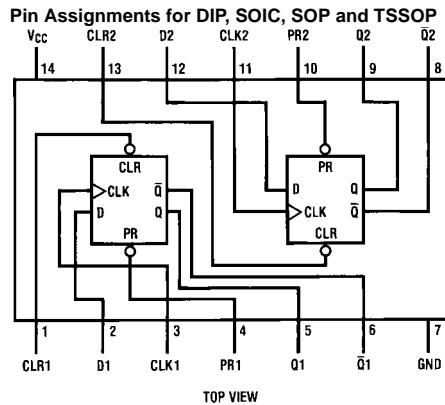 Pin Assignments for DIP, SOIC, SOP and TSSOP
VCC CLR2 D2 CLK2 PR2 Q2 Q̅2
14 13 12 11 10 9 8
CLR PR
CLK Q̅ D Q
D Q CLK Q̅
PR CLR
1 2 3 4 5 6 7
CLR1 D1 CLK1 PR1 Q1 Q̅1 GND
TOP VIEW